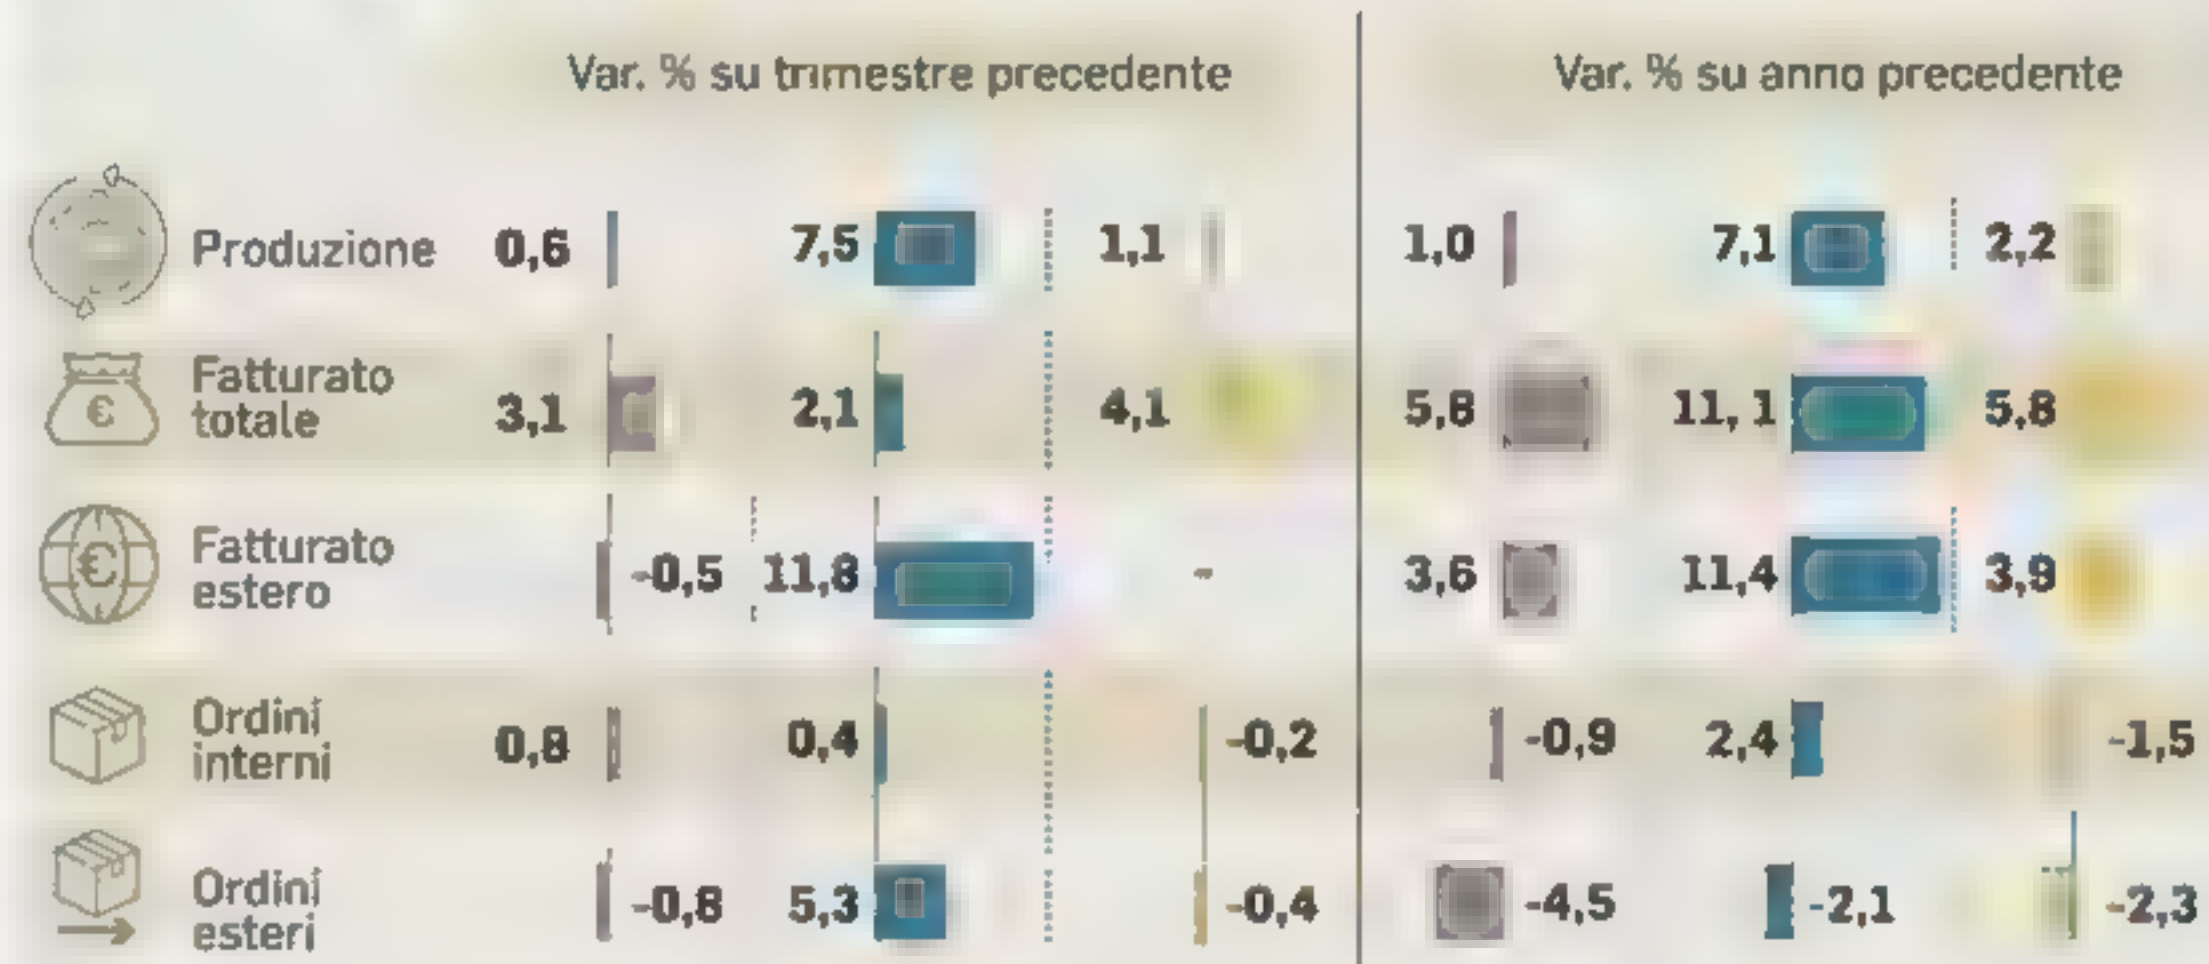 Var. % su trimestre precedente
Var. % su anno precedente
Produzione 0,6 7,5 1,1 1,0 7,1 2,2
Fatturato
totale 3,1 2,1 4,1 5,8 11,1 5,8
Fatturato
estero -0,5 11,8 - 3,6 11,4 3,9
Ordini
interni 0,8 0,4 -0,2 -0,9 2,4 -1,5
Ordini
esteri -0,8 5,3 -0,4 -4,5 -2,1 -2,3